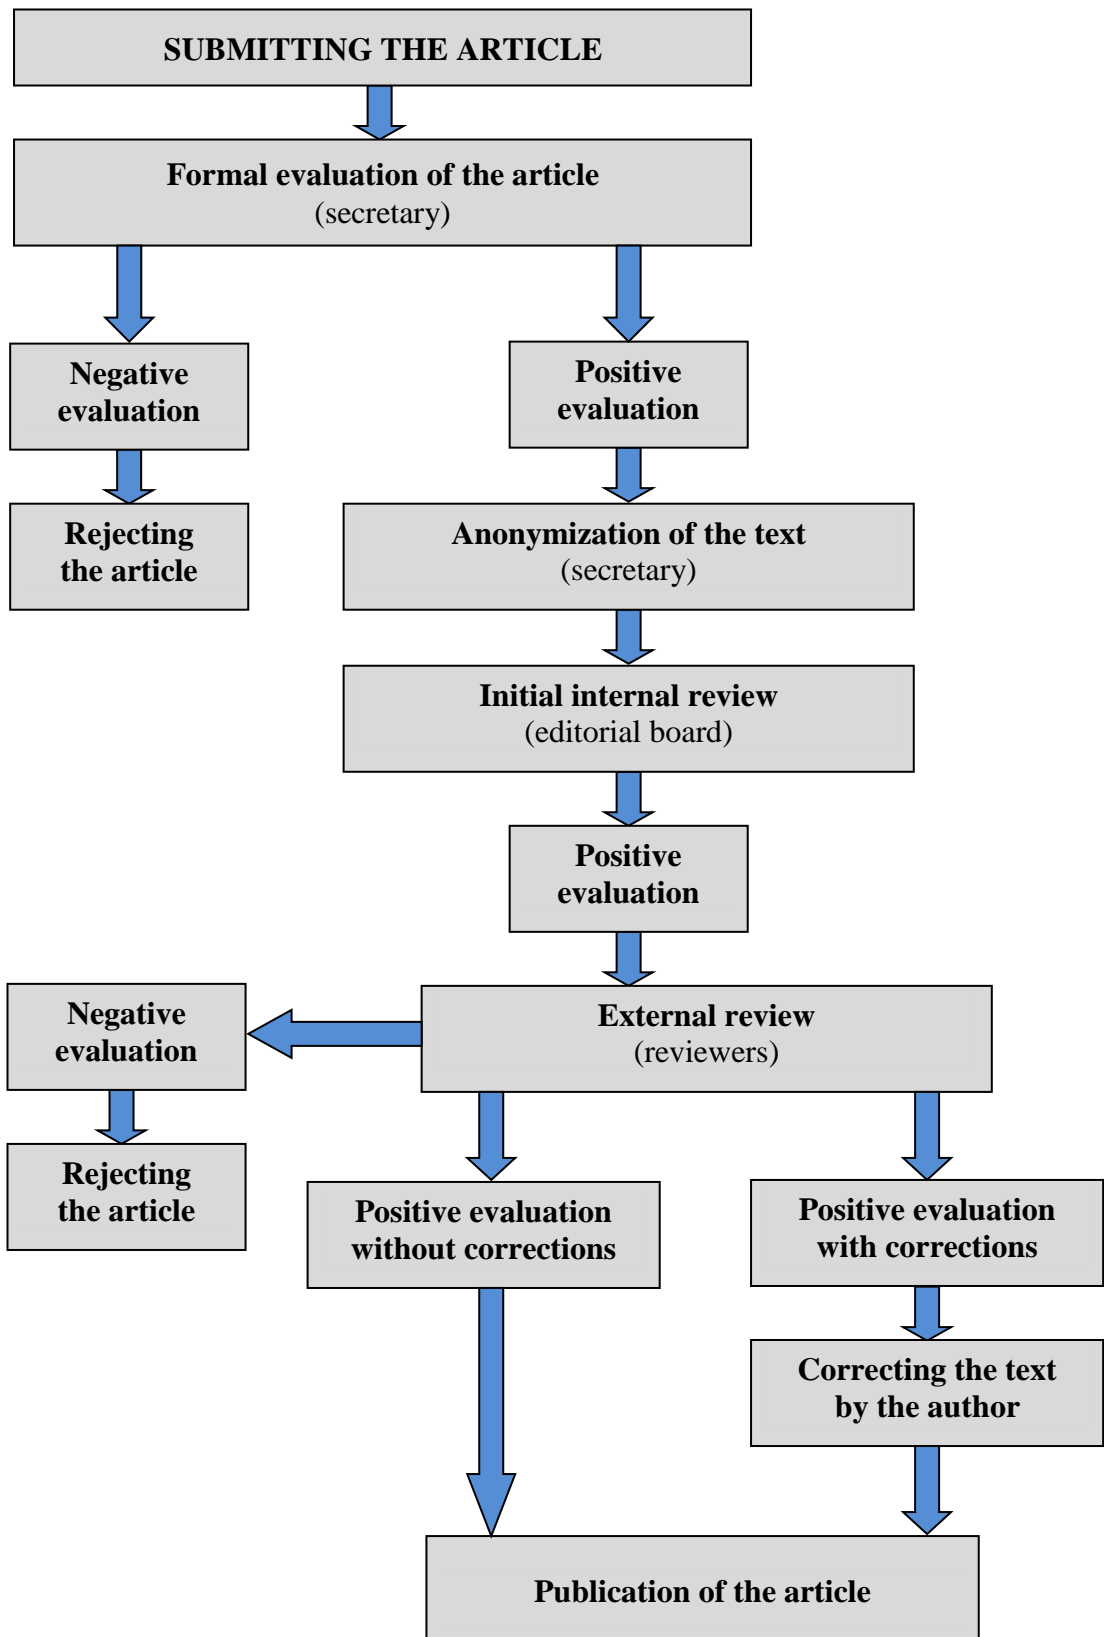 SUBMITTING THE ARTICLE
Formal evaluation of the article
(secretary)
Negative
evaluation
Positive
evaluation
Rejecting
the article
Anonymization of the text
(secretary)
Initial internal review
(editorial board)
Positive
evaluation
Negative
evaluation
External review
(reviewers)
Rejecting
the article
Positive evaluation
without corrections
Positive evaluation
with corrections
Correcting the text
by the author
Publication of the article